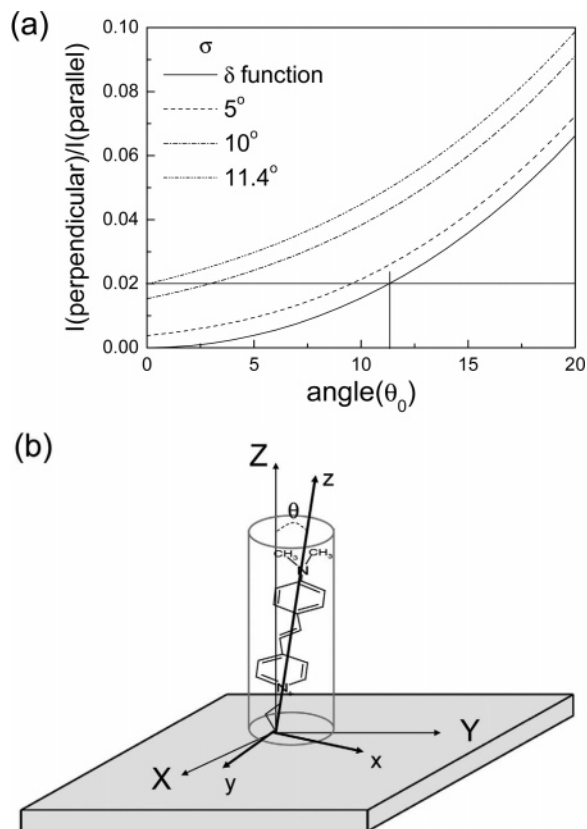 (a)
I(perpendicular)/I(parallel)
0.10
0.08
0.06
0.04
0.02
0.00
σ
δ function
5°
10°
11.4°
0 5 10 15 20
angle(θ₀)
(b)
Z
z
θ
CH₃ CH₃
N
N
X
y
x
Y